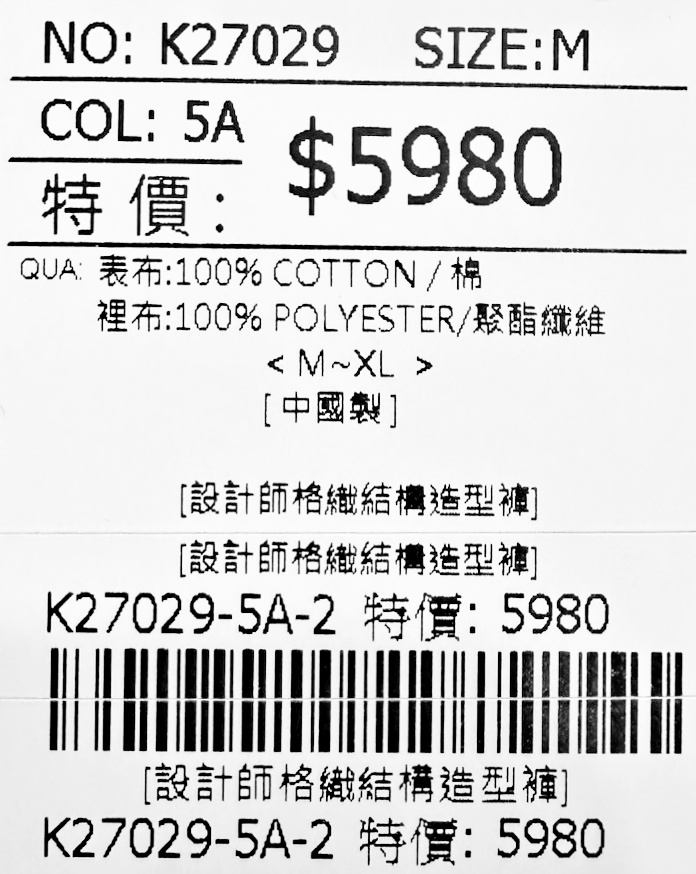 NO: K27029 SIZE:M
COL: 5A
$5980
特價:
QUA: 表布:100% COTTON / 棉
裡布:100% POLYESTER/聚酯纖維
< M~XL >
[中國製]
[設計師格織結構造型褲]
[設計師格織結構造型褲]
K27029-5A-2 特價: 5980
[設計師格織結構造型褲]
K27029-5A-2 特價: 5980